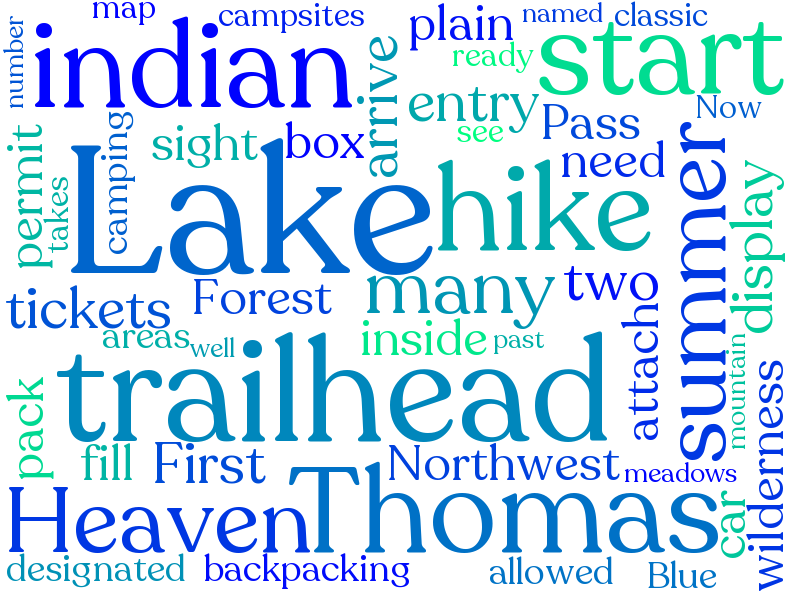 map
campsites
plain
named
classic
number
indian
ready
start
arrive
entry
Now
see
Pass
box
sight
permit
camping
need
takes
Lake
hike
summer
display
many
two
tickets
Forest
attach
inside
past
areas
well
mountain
trailhead
wilderness
pack
fill
First
Northwest
meadows
Heaven
Thomas
car
designated
backpacking
allowed
Blue